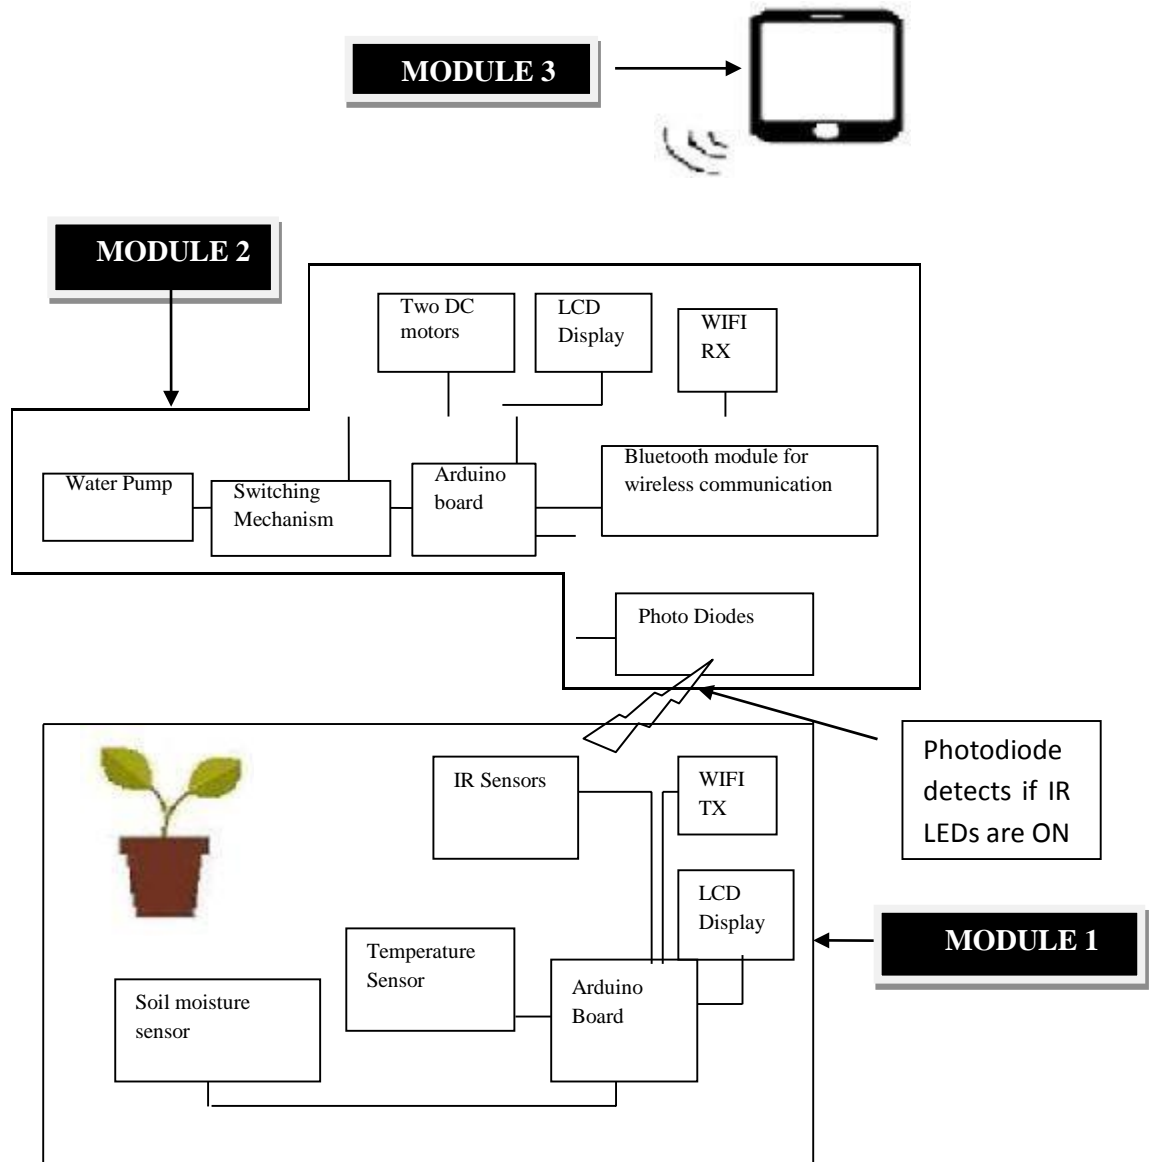 MODULE 3
MODULE 2
Two DC
motors
LCD
Display
WIFI
RX
Water Pump
Switching
Mechanism
Arduino
board
Bluetooth module for
wireless communication
Photo Diodes
Photodiode
detects if IR
LEDs are ON
IR Sensors
WIFI
TX
LCD
Display
MODULE 1
Temperature
Sensor
Arduino
Board
Soil moisture
sensor